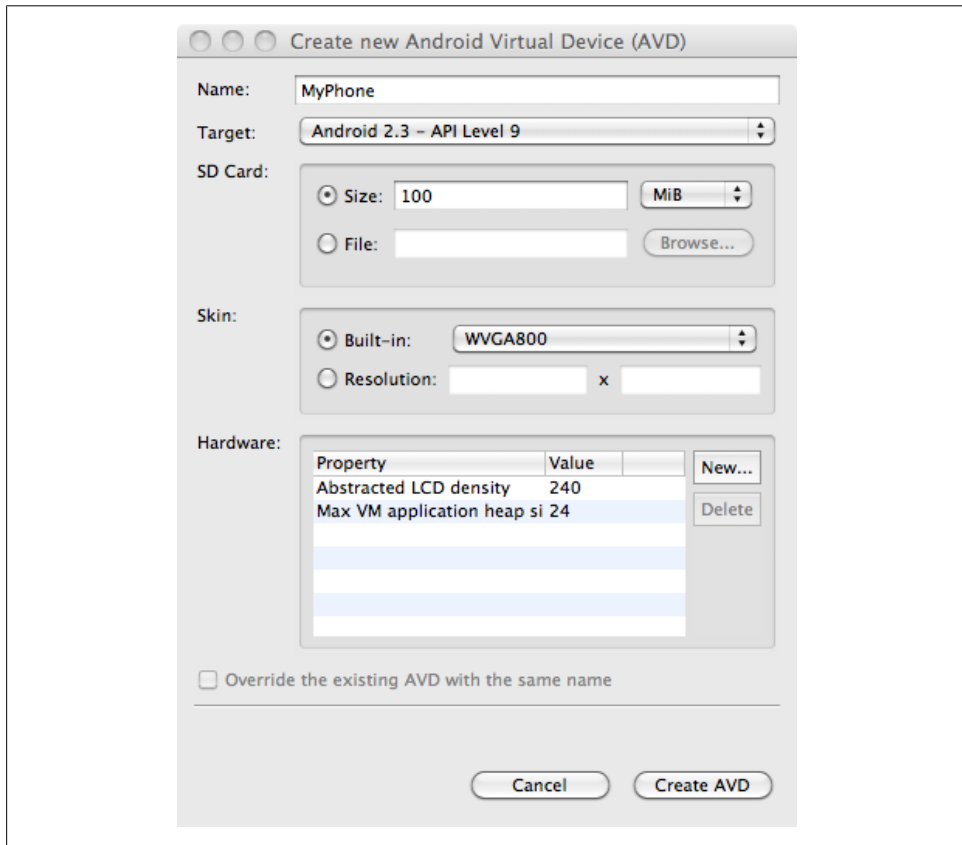 Create new Android Virtual Device (AVD)
Name: MyPhone
Target: Android 2.3 – API Level 9
SD Card:
Size: 100 MiB
File: Browse...
Skin:
Built-in: WVGA800
Resolution: x
Hardware:
Property Value
New...
Abstracted LCD density 240
Max VM application heap si 24
Delete
Override the existing AVD with the same name
Cancel Create AVD